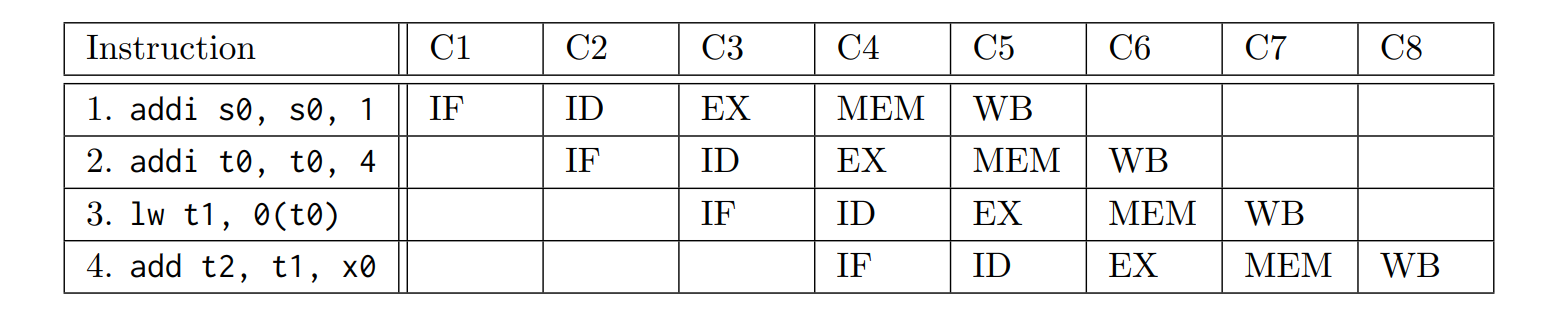 Instruction C1 C2 C3 C4 C5 C6 C7 C8
1. addi s0, s0, 1 IF ID EX MEM WB
2. addi t0, t0, 4 IF ID EX MEM WB
3. lw t1, 0(t0) IF ID EX MEM WB
4. add t2, t1, x0 IF ID EX MEM WB